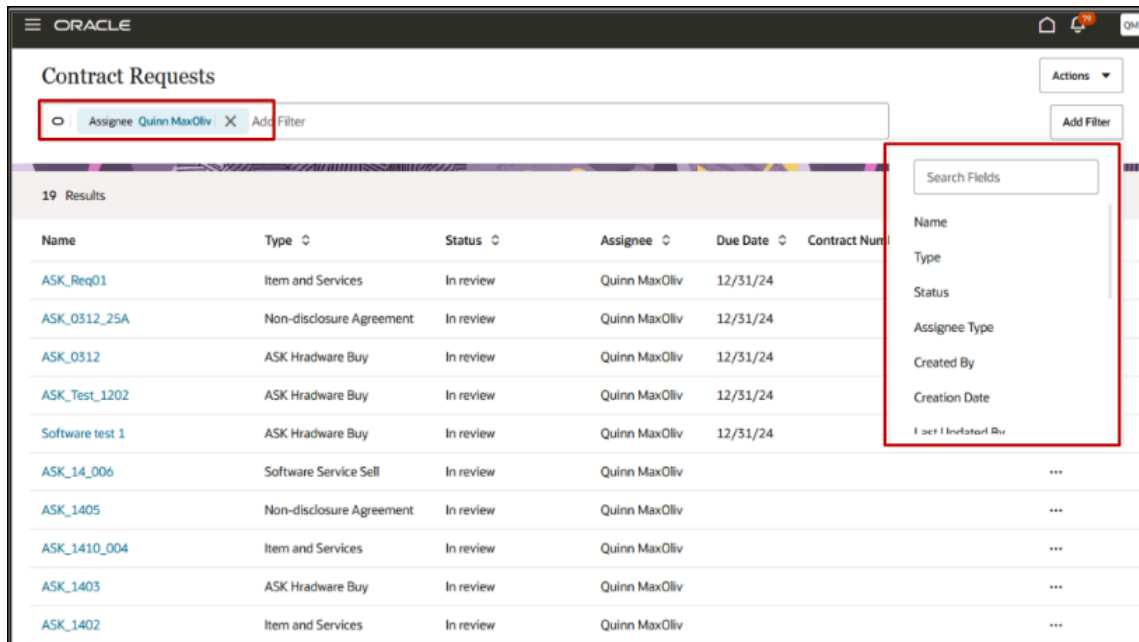 ORACLE
79
QM
Contract Requests
Actions
Assignee Quinn MaxOliv Add Filter
Add Filter
Search Fields
Name
Type
Status
Assignee Type
Created By
Creation Date
Last Updated By
19 Results
Name Type Status Assignee Due Date Contract Num
ASK_Req01 Item and Services In review Quinn MaxOliv 12/31/24
ASK_0312_25A Non-disclosure Agreement In review Quinn MaxOliv 12/31/24
ASK_0312 ASK Hradware Buy In review Quinn MaxOliv 12/31/24
ASK_Test_1202 ASK Hradware Buy In review Quinn MaxOliv 12/31/24
Software test 1 ASK Hradware Buy In review Quinn MaxOliv 12/31/24
ASK_14_006 Software Service Sell In review Quinn MaxOliv ...
ASK_1405 Non-disclosure Agreement In review Quinn MaxOliv ...
ASK_1410_004 Item and Services In review Quinn MaxOliv ...
ASK_1403 ASK Hradware Buy In review Quinn MaxOliv ...
ASK_1402 Item and Services In review Quinn MaxOliv ...